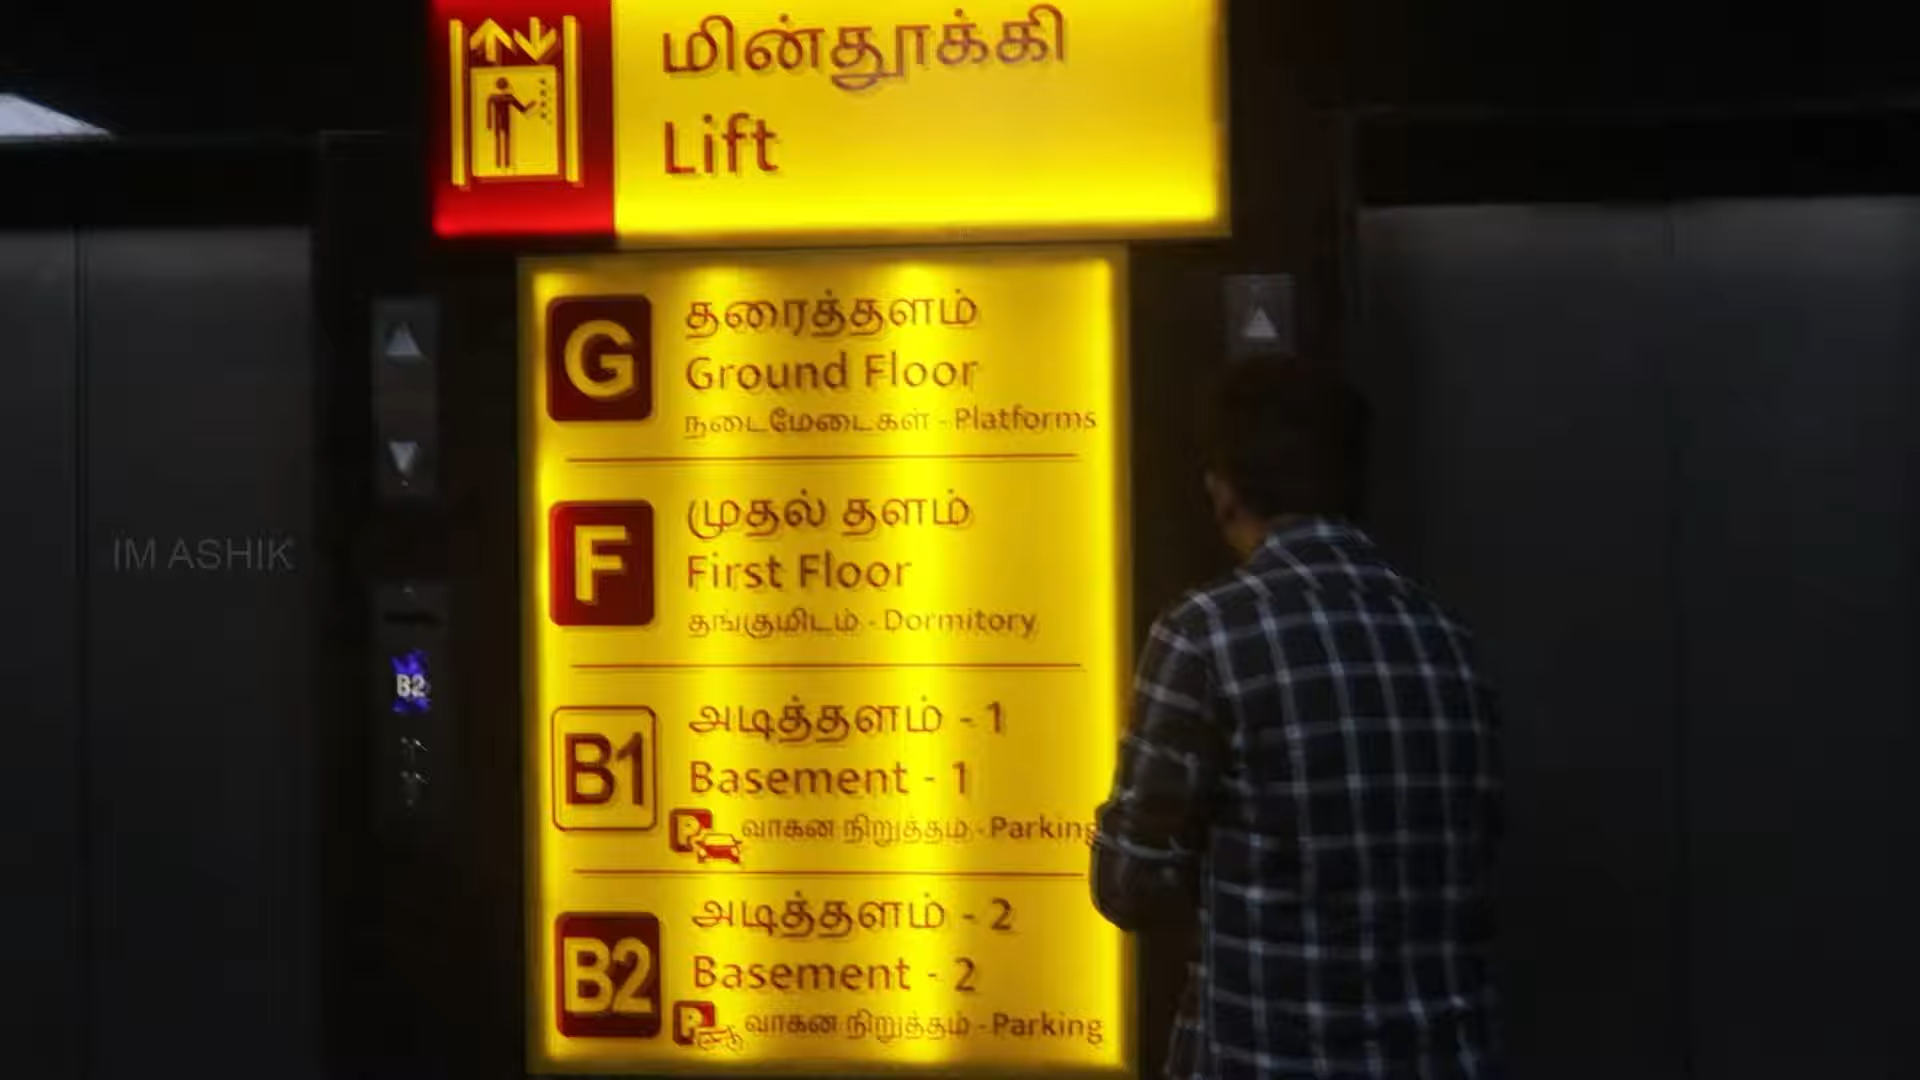 மின்தூக்கி
Lift
G
தரைத்தளம்
Ground Floor
நடைமேடைகள் - Platforms
F
முதல் தளம்
First Floor
தங்குமிடம் - Dormitory
B1
அடித்தளம் - 1
Basement - 1
P வாகன நிறுத்தம் - Parking
B2
அடித்தளம் - 2
Basement - 2
P வாகன நிறுத்தம் - Parking
B2
IM ASHIK